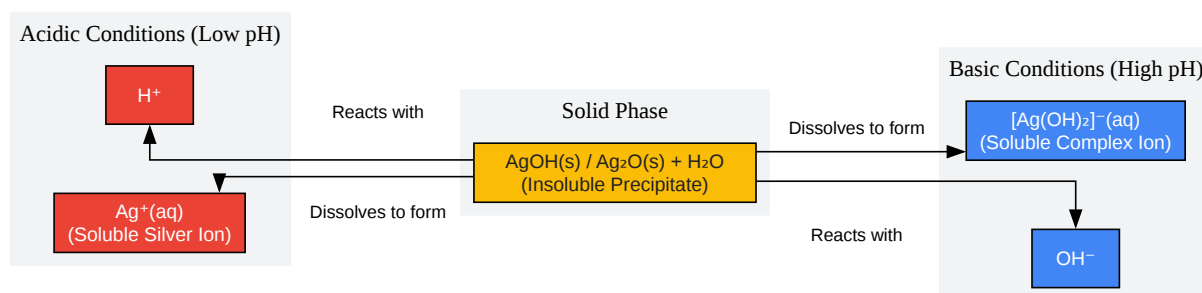 Acidic Conditions (Low pH)
H⁺
Ag⁺(aq)
(Soluble Silver Ion)
Reacts with
Dissolves to form
Solid Phase
AgOH(s) / Ag₂O(s) + H₂O
(Insoluble Precipitate)
Dissolves to form
Reacts with
Basic Conditions (High pH)
[Ag(OH)₂]⁻(aq)
(Soluble Complex Ion)
OH⁻